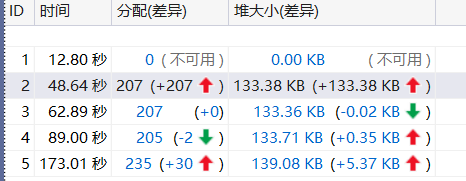 ID 时间 分配(差异) 堆大小(差异)
1 12.80 秒 0 (不可用) 0.00 KB (不可用)
2 48.64 秒 207 (+207 ⬆) 133.38 KB (+133.38 KB ⬆)
3 62.89 秒 207 (+0) 133.36 KB (-0.02 KB ⬇)
4 89.00 秒 205 (-2 ⬇) 133.71 KB (+0.35 KB ⬆)
5 173.01 秒 235 (+30 ⬆) 139.08 KB (+5.37 KB ⬆)